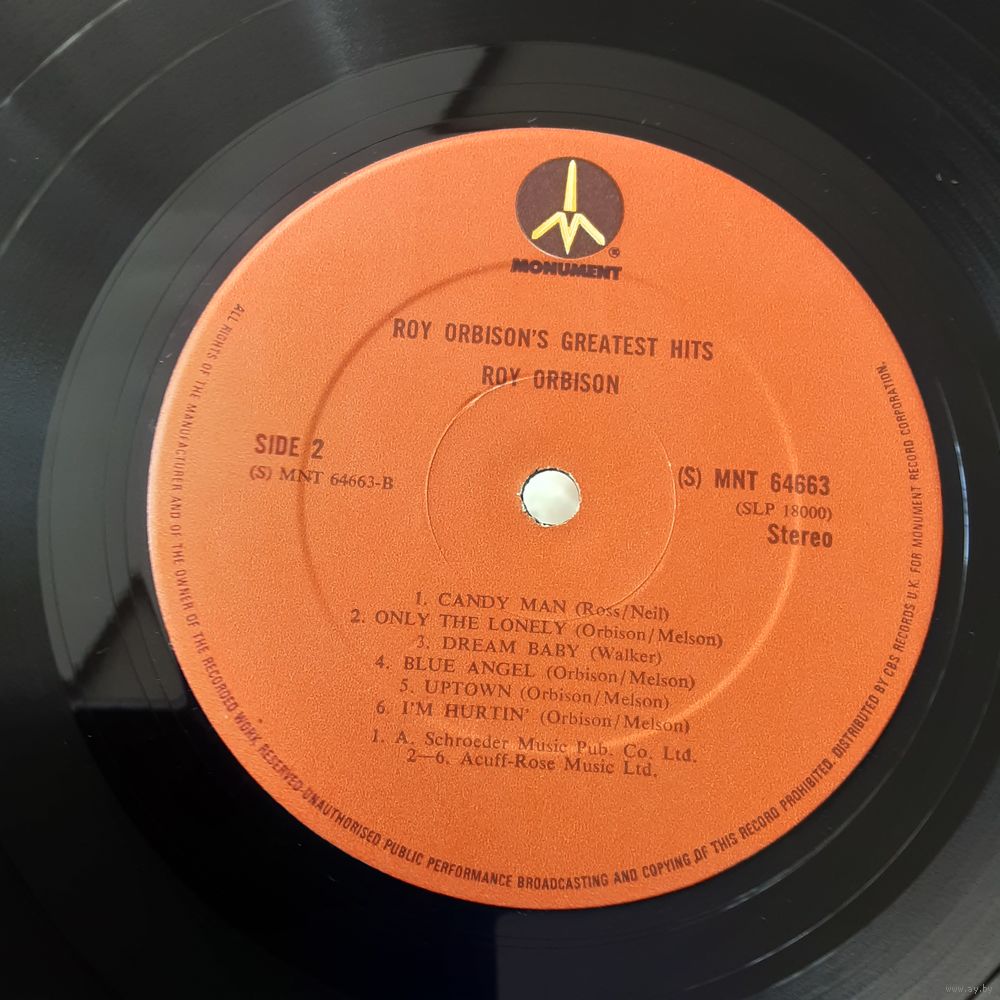 MONUMENT ®
ROY ORBISON'S GREATEST HITS
ROY ORBISON
SIDE 2
(S) MNT 64663-B
(S) MNT 64663
(SLP 18000)
Stereo
1. CANDY MAN (Ross/Neil)
2. ONLY THE LONELY (Orbison/Melson)
3. DREAM BABY (Walker)
4. BLUE ANGEL (Orbison/Melson)
5. UPTOWN (Orbison/Melson)
6. I'M HURTIN' (Orbison/Melson)
1. A. Schroeder Music Pub. Co. Ltd.
2—6. Acuff-Rose Music Ltd.
ALL RIGHTS OF THE MANUFACTURER AND OF THE OWNER OF THE RECORDED WORK RESERVED-UNAUTHORISED PUBLIC PERFORMANCE BROADCASTING AND COPYING OF THIS RECORD PROHIBITED. DISTRIBUTED BY CBS RECORDS U.K. FOR MONUMENT RECORD CORPORATION.
www.ay.by